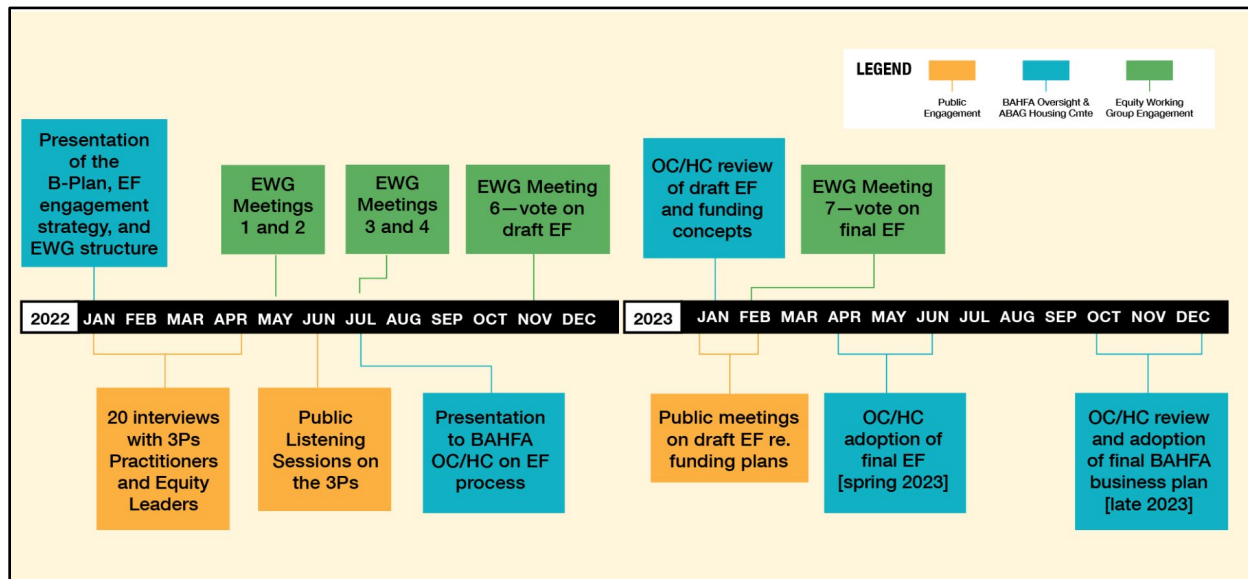 LEGEND
Public
Engagement
BAHFA Oversight &
ABAG Housing Cmte
Equity Working
Group Engagement
Presentation
of the
B-Plan, EF
engagement
strategy, and
EWG structure
EWG
Meetings
1 and 2
EWG
Meetings
3 and 4
EWG Meeting
6—vote on
draft EF
OC/HC review
of draft EF
and funding
concepts
EWG Meeting
7—vote on
final EF
2022 JAN FEB MAR APR MAY JUN JUL AUG SEP OCT NOV DEC
2023 JAN FEB MAR APR MAY JUN JUL AUG SEP OCT NOV DEC
20 interviews
with 3Ps
Practitioners
and Equity
Leaders
Public
Listening
Sessions on
the 3Ps
Presentation
to BAHFA
OC/HC on EF
process
Public meetings
on draft EF re.
funding plans
OC/HC
adoption of
final EF
[spring 2023]
OC/HC review
and adoption
of final BAHFA
business plan
[late 2023]